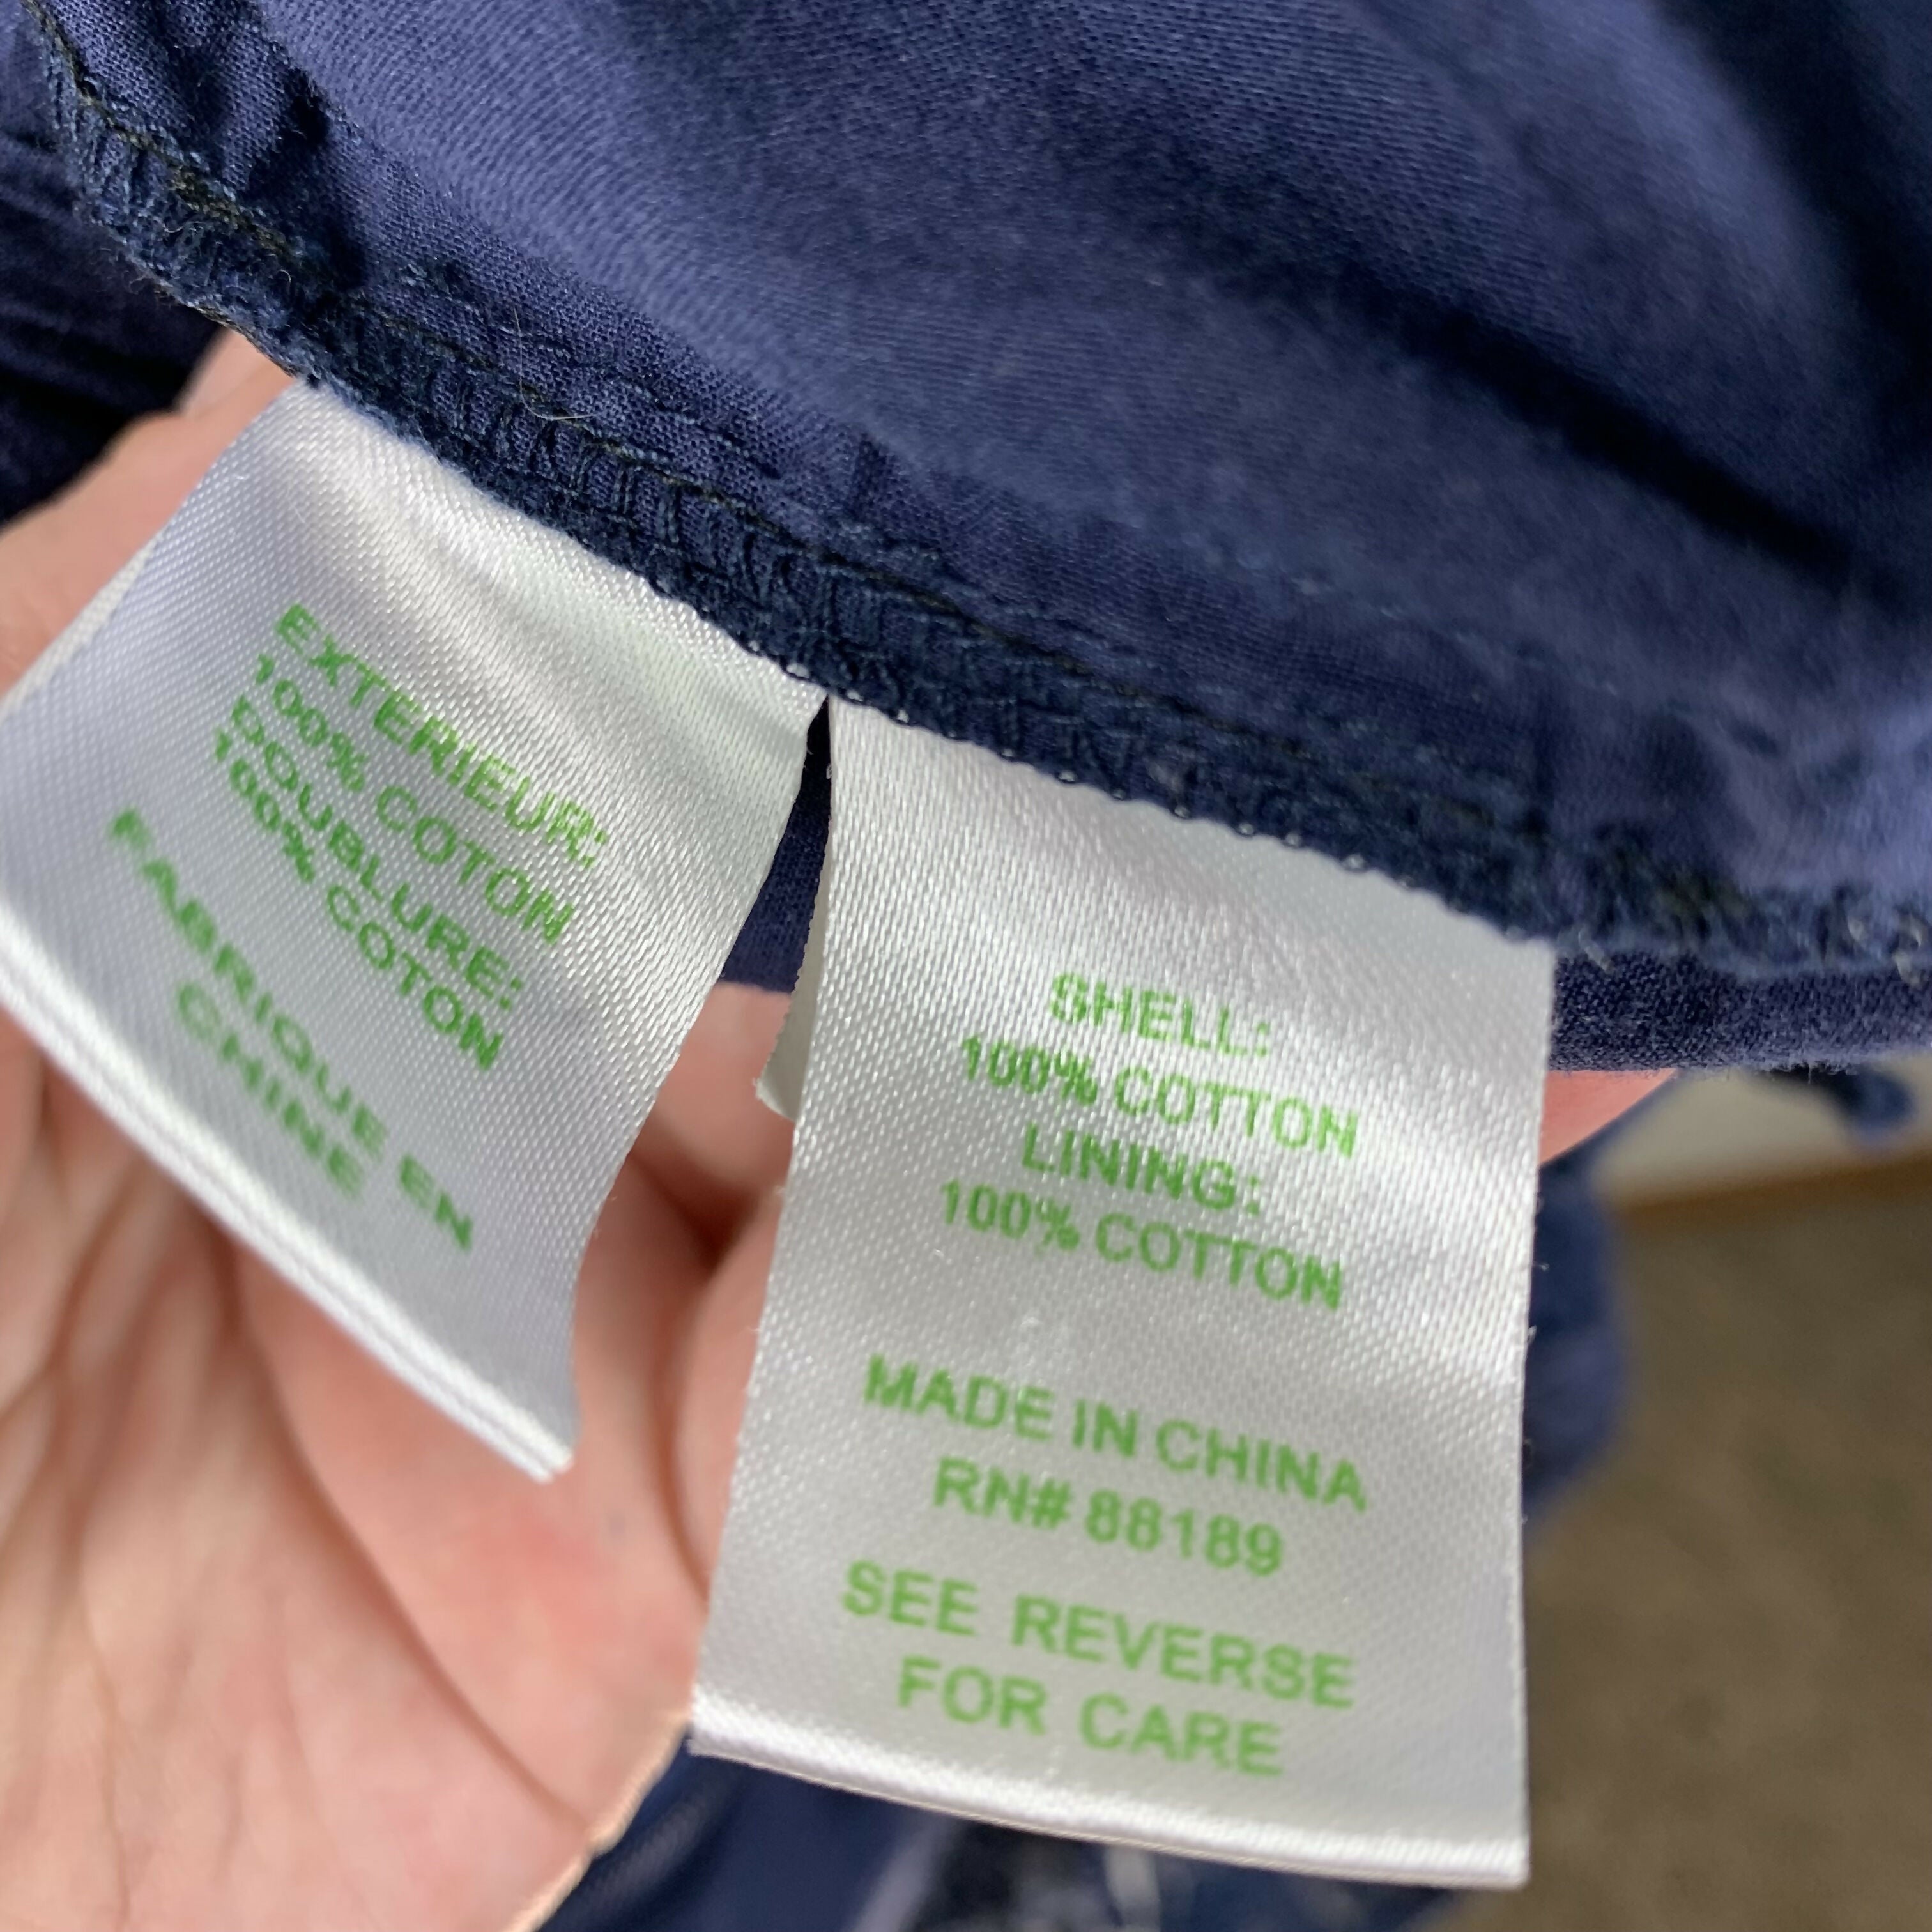 EXTERIEUR:
100% COTON
DOUBLURE:
100% COTON
FABRIQUE EN
CHINE
SHELL:
100% COTTON
LINING:
100% COTTON
MADE IN CHINA
RN# 88189
SEE REVERSE
FOR CARE